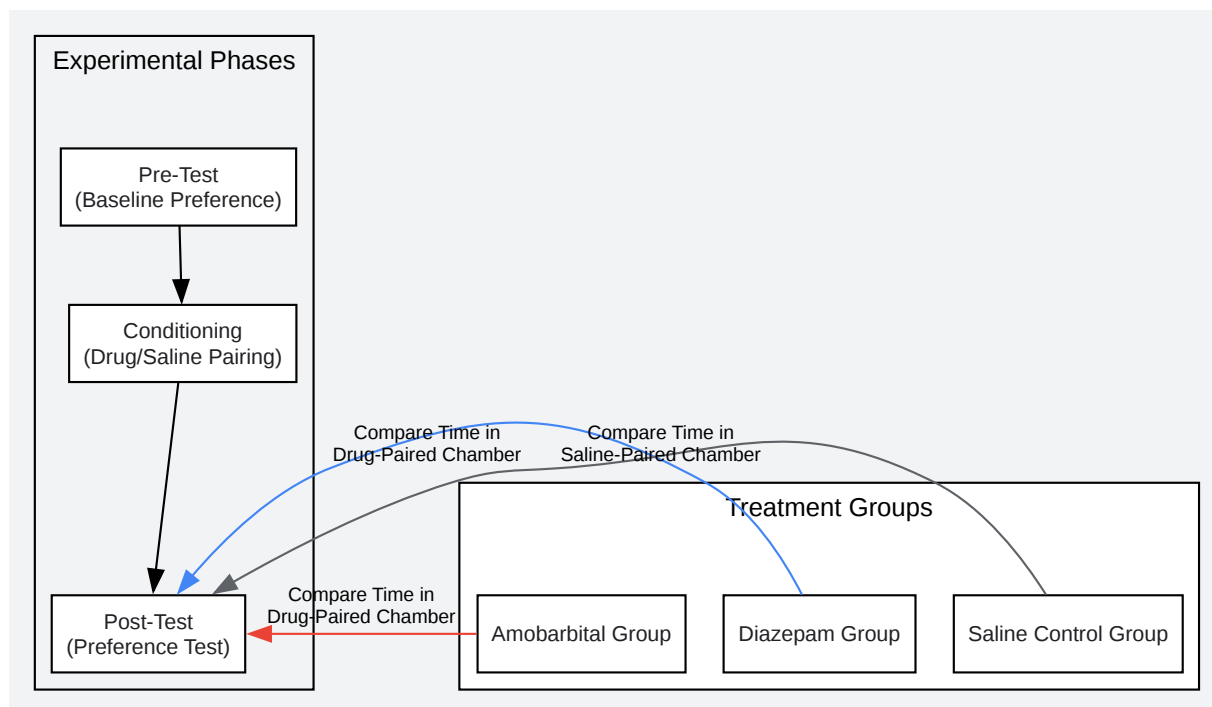 Experimental Phases
Pre-Test
(Baseline Preference)
Conditioning
(Drug/Saline Pairing)
Compare Time in
Drug-Paired Chamber
Compare Time in
Saline-Paired Chamber
Treatment Groups
Compare Time in
Drug-Paired Chamber
Post-Test
(Preference Test)
Amobarbital Group
Diazepam Group
Saline Control Group